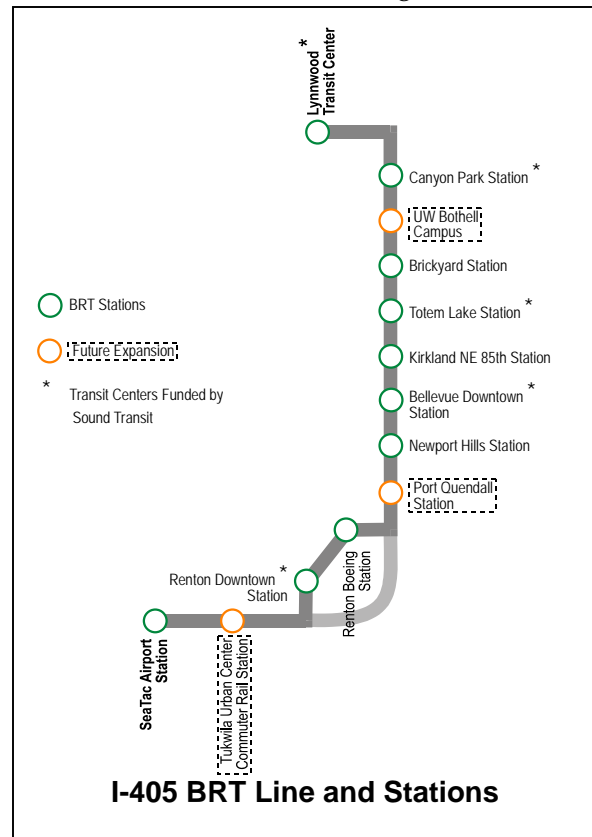 *
Lynnwood
Transit Center
Canyon Park Station *
UW Bothell
Campus
Brickyard Station
BRT Stations
Totem Lake Station *
Future Expansion
Kirkland NE 85th Station
* Transit Centers Funded by
Sound Transit
Bellevue Downtown *
Station
Newport Hills Station
Port Quendall
Station
Renton Boeing
Station
Renton Downtown *
Station
SeaTac Airport
Station
Tukwila Urban Center
Commuter Rail Station
I-405 BRT Line and Stations